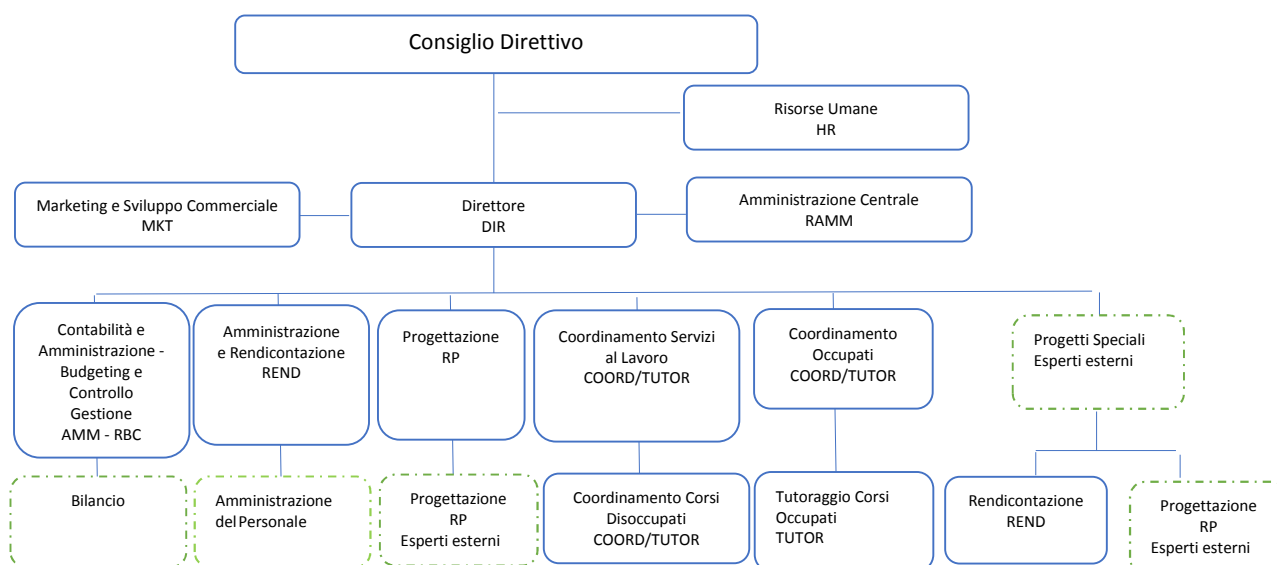 Consiglio Direttivo
Risorse Umane
HR
Marketing e Sviluppo Commerciale
MKT
Direttore
DIR
Amministrazione Centrale
RAMM
Contabilità e
Amministrazione -
Budgeting e
Controllo
Gestione
AMM - RBC
Amministrazione
e Rendicontazione
REND
Progettazione
RP
Coordinamento Servizi
al Lavoro
COORD/TUTOR
Coordinamento
Occupati
COORD/TUTOR
Progetti Speciali
Esperti esterni
Bilancio
Amministrazione
del Personale
Progettazione
RP
Esperti esterni
Coordinamento Corsi
Disoccupati
COORD/TUTOR
Tutoraggio Corsi
Occupati
TUTOR
Rendicontazione
REND
Progettazione
RP
Esperti esterni